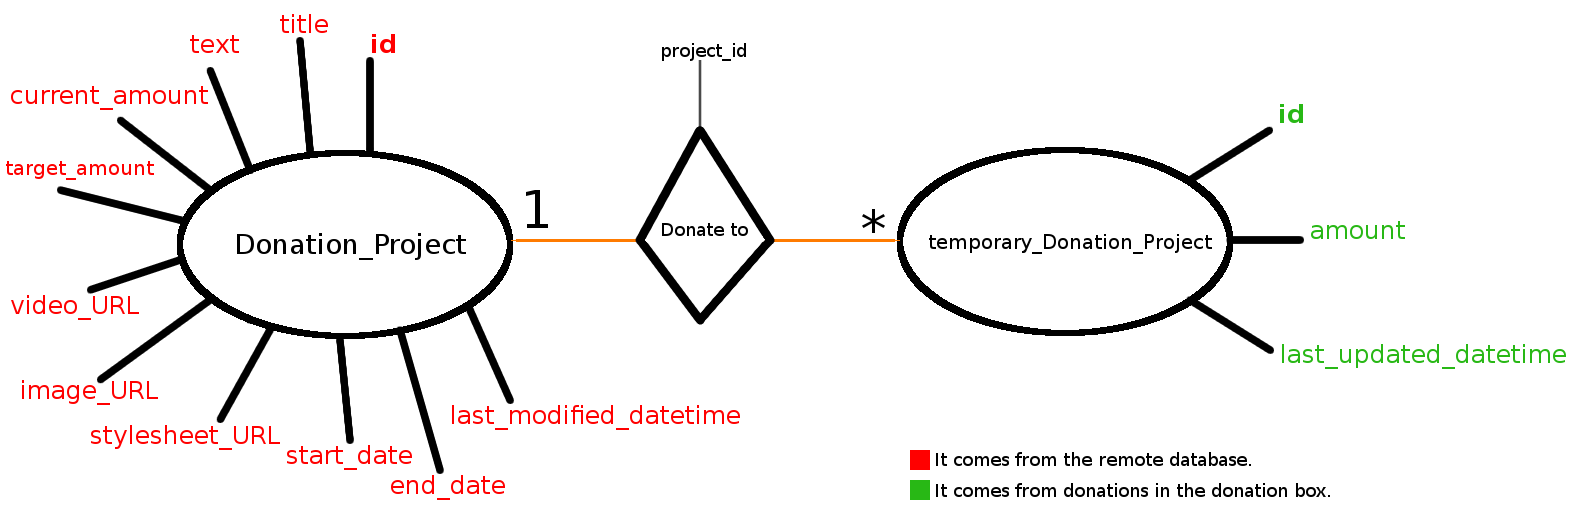 title
id
text
project_id
current_amount
id
target_amount
1
*
Donate to
amount
Donation_Project
temporary_Donation_Project
video_URL
last_updated_datetime
image_URL
last_modified_datetime
stylesheet_URL
start_date
end_date
It comes from the remote database.
It comes from donations in the donation box.